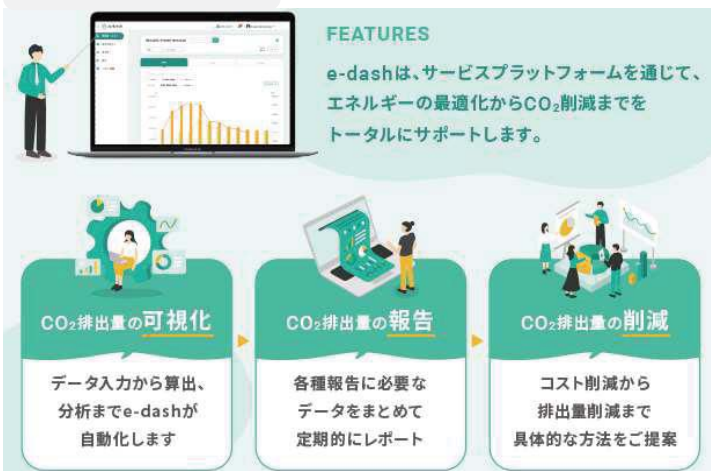 FEATURES
e-dashは、サービスプラットフォームを通じて、
エネルギーの最適化からCO₂削減までを
トータルにサポートします。
CO₂排出量の可視化
データ入力から算出、
分析までe-dashが
自動化します
CO₂排出量の報告
各種報告に必要な
データをまとめて
定期的にレポート
CO₂排出量の削減
コスト削減から
排出量削減まで
具体的な方法をご提案